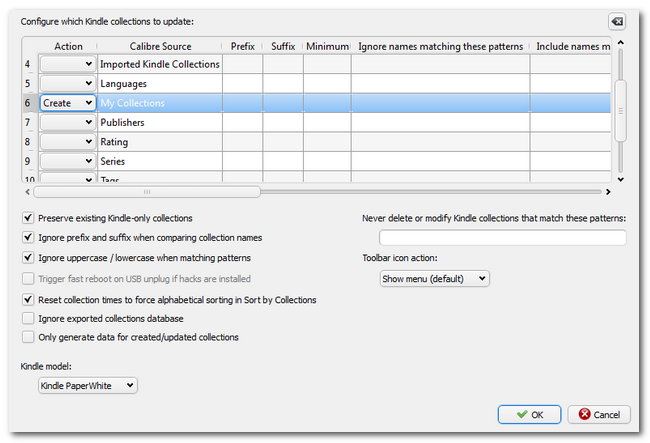 Configure which Kindle collections to update:
Action Calibre Source Prefix Suffix Minimum Ignore names matching these patterns Include names m
4 Imported Kindle Collections
5 Languages
6 Create My Collections
7 Publishers
8 Rating
9 Series
10 Tags
Preserve existing Kindle-only collections
Never delete or modify Kindle collections that match these patterns:
Ignore prefix and suffix when comparing collection names
Ignore uppercase / lowercase when matching patterns
Toolbar icon action:
Trigger fast reboot on USB unplug if hacks are installed
Show menu (default)
Reset collection times to force alphabetical sorting in Sort by Collections
Ignore exported collections database
Only generate data for created/updated collections
Kindle model:
Kindle PaperWhite
OK Cancel